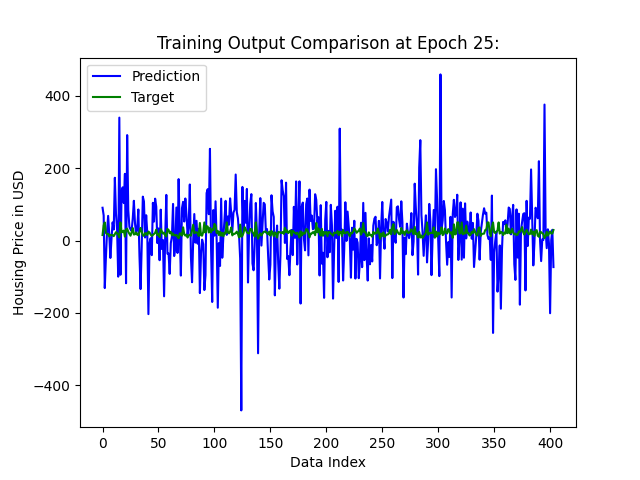 Training Output Comparison at Epoch 25:
Prediction
Target
Housing Price in USD
400
200
0
−200
−400
0 50 100 150 200 250 300 350 400
Data Index